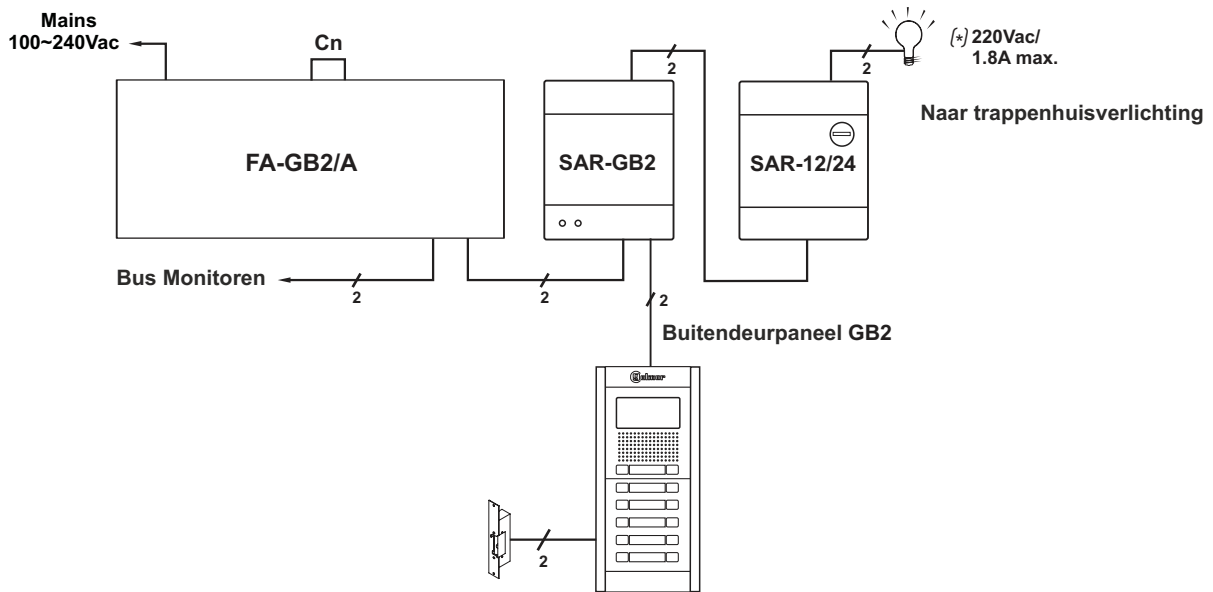 Mains
100~240Vac
Cn
2
2
(*) 220Vac/
1.8A max.
Naar trappenhuisverlichting
FA-GB2/A
SAR-GB2
SAR-12/24
Bus Monitoren
2
2
2
Buitendeurpaneel GB2
Golmar
2